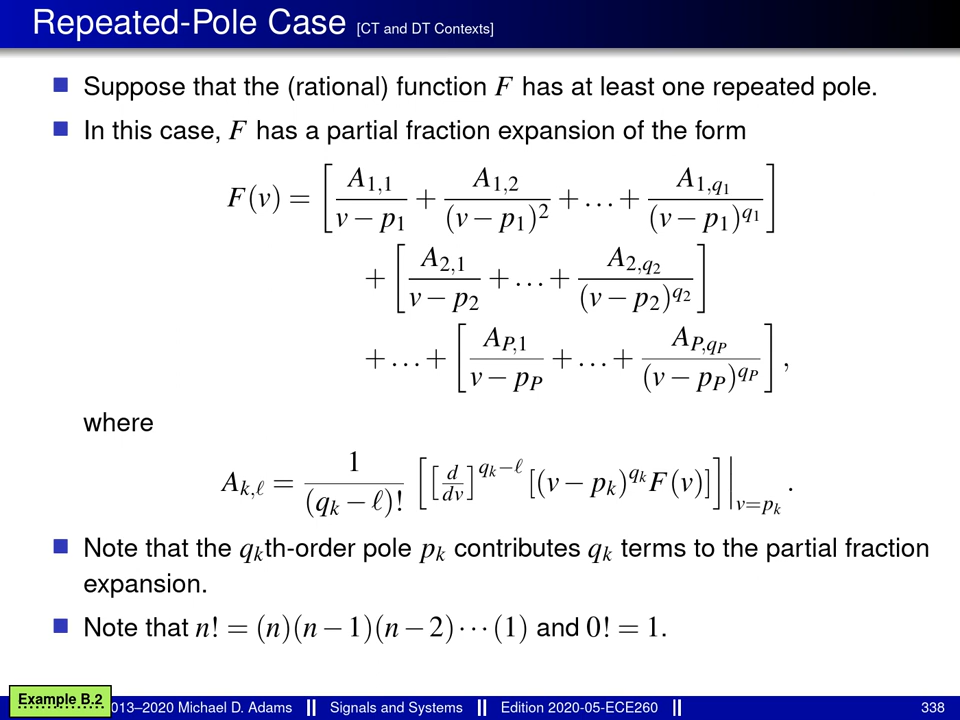 Repeated-Pole Case [CT and DT Contexts]
Suppose that the (rational) function F has at least one repeated pole.
In this case, F has a partial fraction expansion of the form
F(v) = [ A_{1,1}/(v − p_1) + A_{1,2}/(v − p_1)^2 + … + A_{1,q_1}/(v − p_1)^{q_1} ]
+ [ A_{2,1}/(v − p_2) + … + A_{2,q_2}/(v − p_2)^{q_2} ]
+ … + [ A_{P,1}/(v − p_P) + … + A_{P,q_P}/(v − p_P)^{q_P} ],
where
A_{k,ℓ} = 1/(q_k − ℓ)! [ [d/dv]^{q_k−ℓ} [(v − p_k)^{q_k} F(v)] ]|_{v=p_k}.
Note that the q_kth-order pole p_k contributes q_k terms to the partial fraction
expansion.
Note that n! = (n)(n − 1)(n − 2)⋯(1) and 0! = 1.
Example B.2
013–2020 Michael D. Adams Signals and Systems Edition 2020-05-ECE260 338